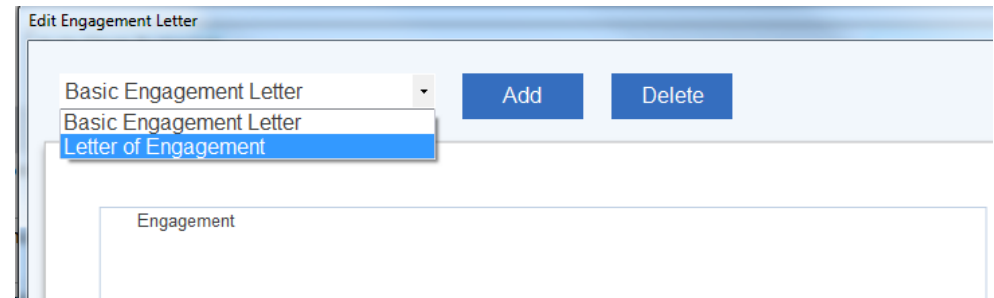 Edit Engagement Letter
Basic Engagement Letter Add Delete
Basic Engagement Letter
Letter of Engagement
Engagement